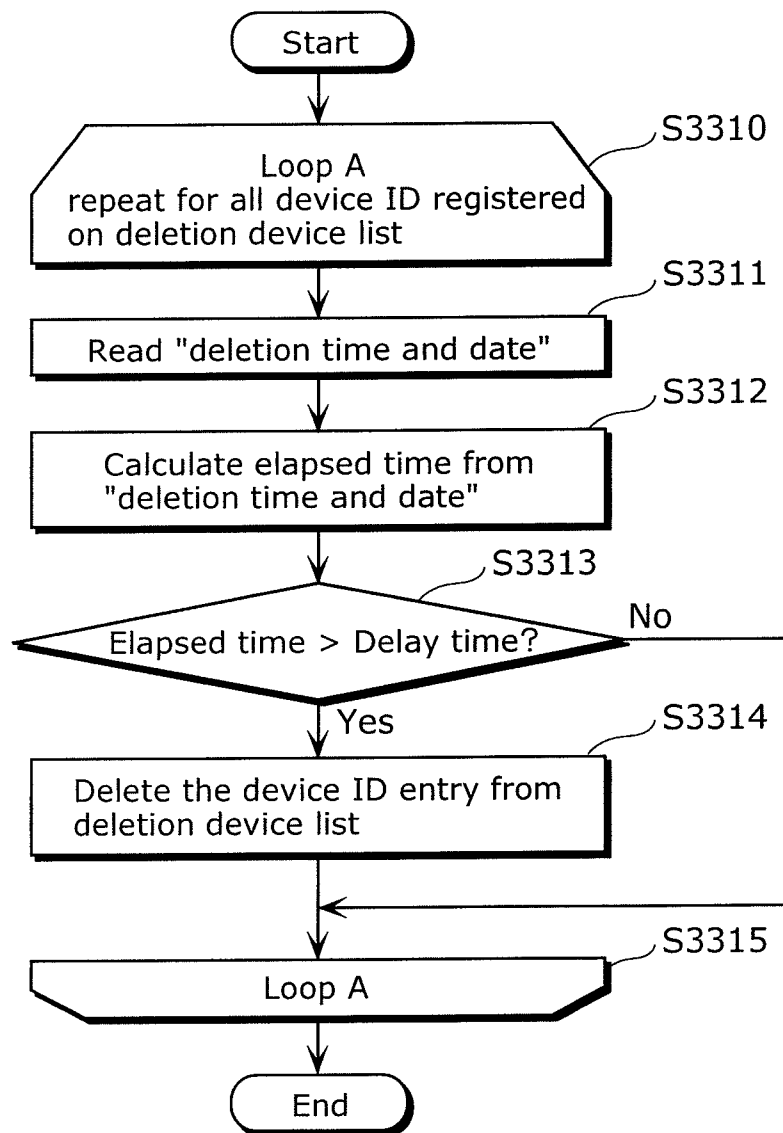 Start
S3310
Loop A
repeat for all device ID registered
on deletion device list
S3311
Read "deletion time and date"
S3312
Calculate elapsed time from
"deletion time and date"
S3313
Elapsed time > Delay time?
No
Yes
S3314
Delete the device ID entry from
deletion device list
S3315
Loop A
End